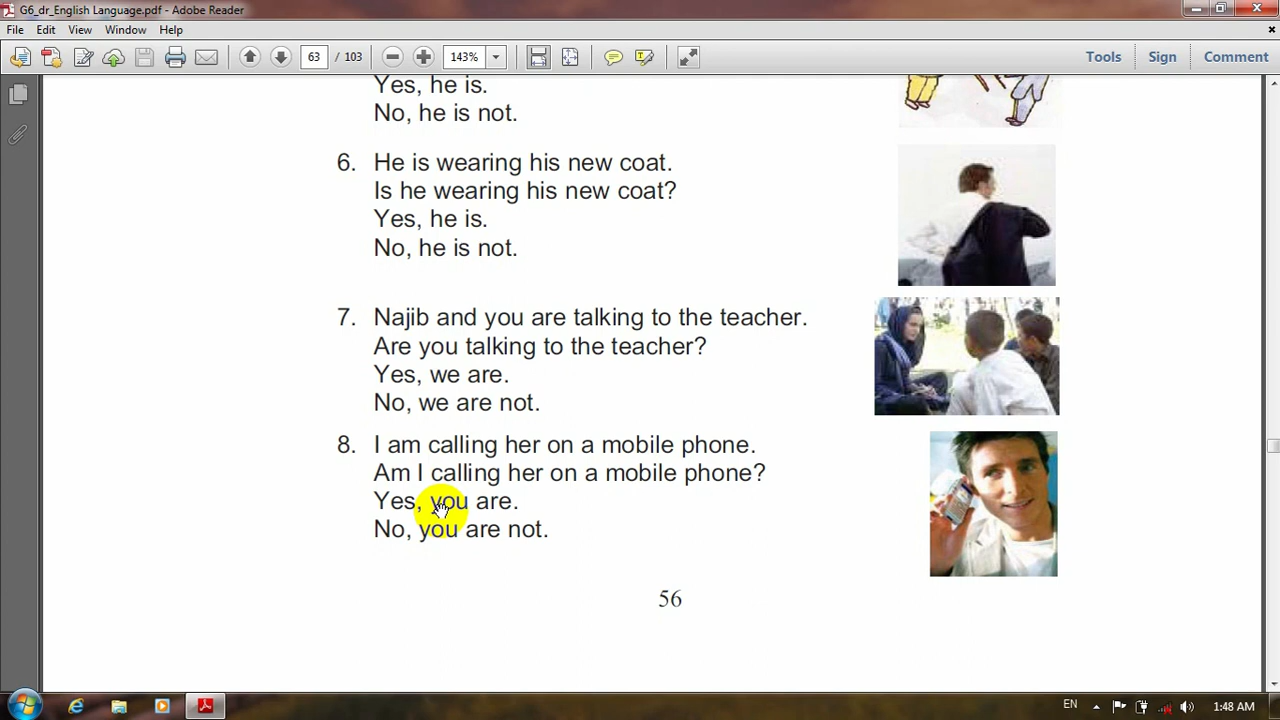 G6_dr_English Language.pdf - Adobe Reader
File Edit View Window Help
63 / 103 143% Tools Sign Comment
Yes, he is.
No, he is not.
6. He is wearing his new coat.
Is he wearing his new coat?
Yes, he is.
No, he is not.
7. Najib and you are talking to the teacher.
Are you talking to the teacher?
Yes, we are.
No, we are not.
8. I am calling her on a mobile phone.
Am I calling her on a mobile phone?
Yes, you are.
No, you are not.
56
EN 1:48 AM